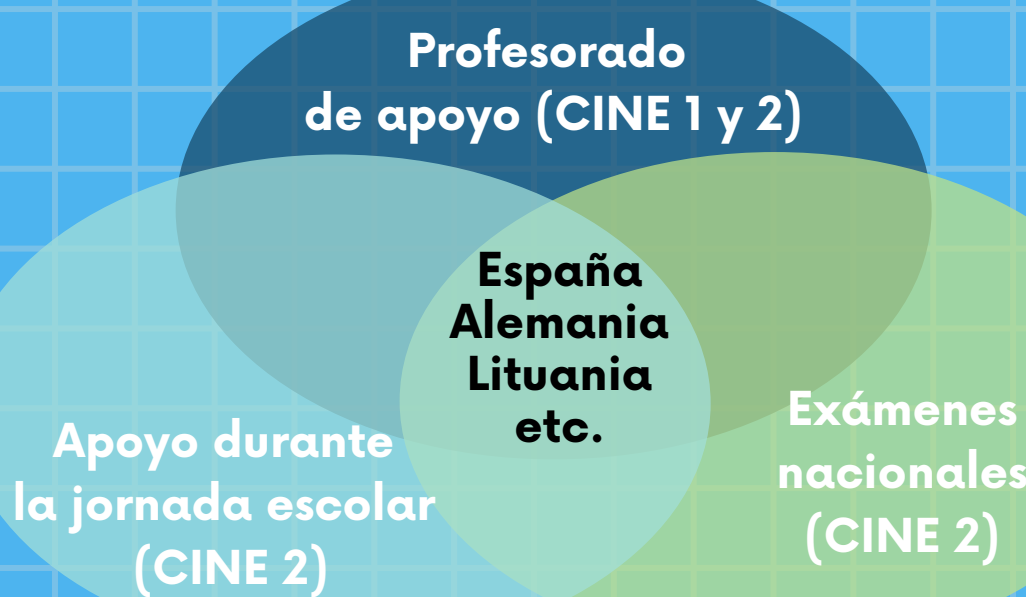 Profesorado
de apoyo (CINE 1 y 2)
España
Alemania
Lituania
etc.
Apoyo durante
la jornada escolar
(CINE 2)
Exámenes
nacionales
(CINE 2)